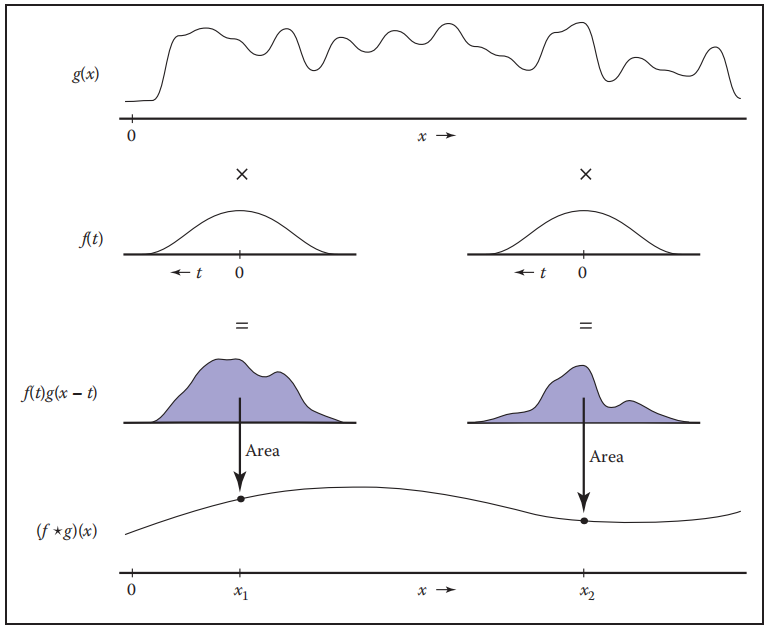 g(x)
0
x →
× ×
f(t)
← t 0 ← t 0
= =
f(t)g(x − t)
Area
Area
(f ⋆g)(x)
0 x₁ x → x₂